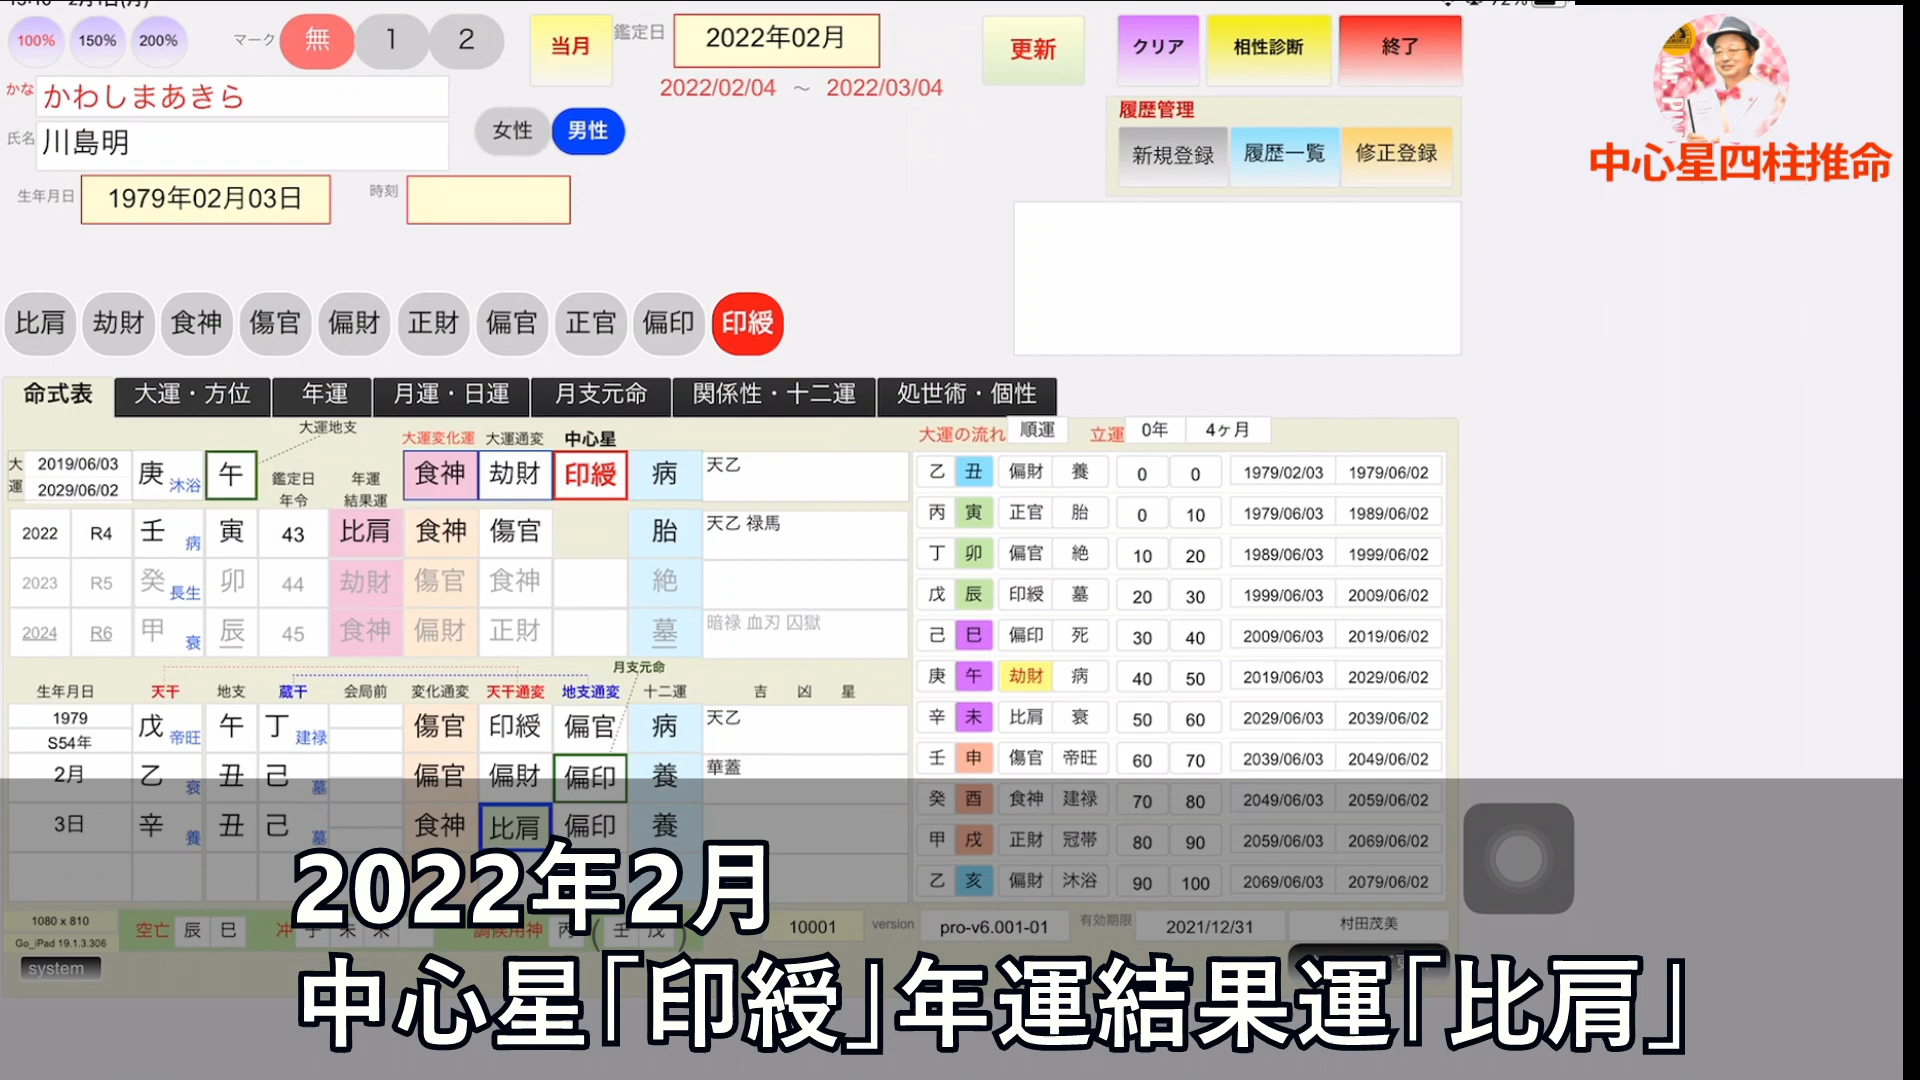 100% 150% 200% マーク 無 1 2 当月 鑑定日 2022年02月 更新 クリア 相性診断 終了
2022/02/04 ～ 2022/03/04
かな かわしまあきら
氏名 川島明
女性 男性
履歴管理
新規登録 履歴一覧 修正登録
中心星四柱推命
生年月日 1979年02月03日 時刻
比肩 劫財 食神 傷官 偏財 正財 偏官 正官 偏印 印綬
命式表 大運・方位 年運 月運・日運 月支元命 関係性・十二運 処世術・個性
大運地支
大運変化運 大運通変 中心星
大運 2019/06/03 2029/06/02 庚 沐浴 午 鑑定日年令 年運結果運 食神 劫財 印綬 病 天乙
2022 R4 壬 病 寅 43 比肩 食神 傷官 胎 天乙 禄馬
2023 R5 癸 長生 卯 44 劫財 傷官 食神 絶
2024 R6 甲 衰 辰 45 食神 偏財 正財 墓 暗禄 血刃 囚獄
月支元命
生年月日 天干 地支 蔵干 会局前 変化通変 天干通変 地支通変 十二運 吉 凶 星
1979 S54年 戊 帝旺 午 丁 建禄 傷官 印綬 偏官 病 天乙
2月 乙 衰 丑 己 墓 偏官 偏財 偏印 養 華蓋
3日 辛 養 丑 己 墓 食神 比肩 偏印 養
大運の流れ 順運 立運 0年 4ヶ月
乙 丑 偏財 養 0 0 1979/02/03 1979/06/02
丙 寅 正官 胎 0 10 1979/06/03 1989/06/02
丁 卯 偏官 絶 10 20 1989/06/03 1999/06/02
戊 辰 印綬 墓 20 30 1999/06/03 2009/06/02
己 巳 偏印 死 30 40 2009/06/03 2019/06/02
庚 午 劫財 病 40 50 2019/06/03 2029/06/02
辛 未 比肩 衰 50 60 2029/06/03 2039/06/02
壬 申 傷官 帝旺 60 70 2039/06/03 2049/06/02
癸 酉 食神 建禄 70 80 2049/06/03 2059/06/02
甲 戌 正財 冠帯 80 90 2059/06/03 2069/06/02
乙 亥 偏財 沐浴 90 100 2069/06/03 2079/06/02
1080 x 810
Go_iPad 19.1.3.306
空亡 辰 巳 冲 10001 version pro-v6.001-01 有効期限 2021/12/31 村田茂美
system
2022年2月
中心星「印綬」年運結果運「比肩」